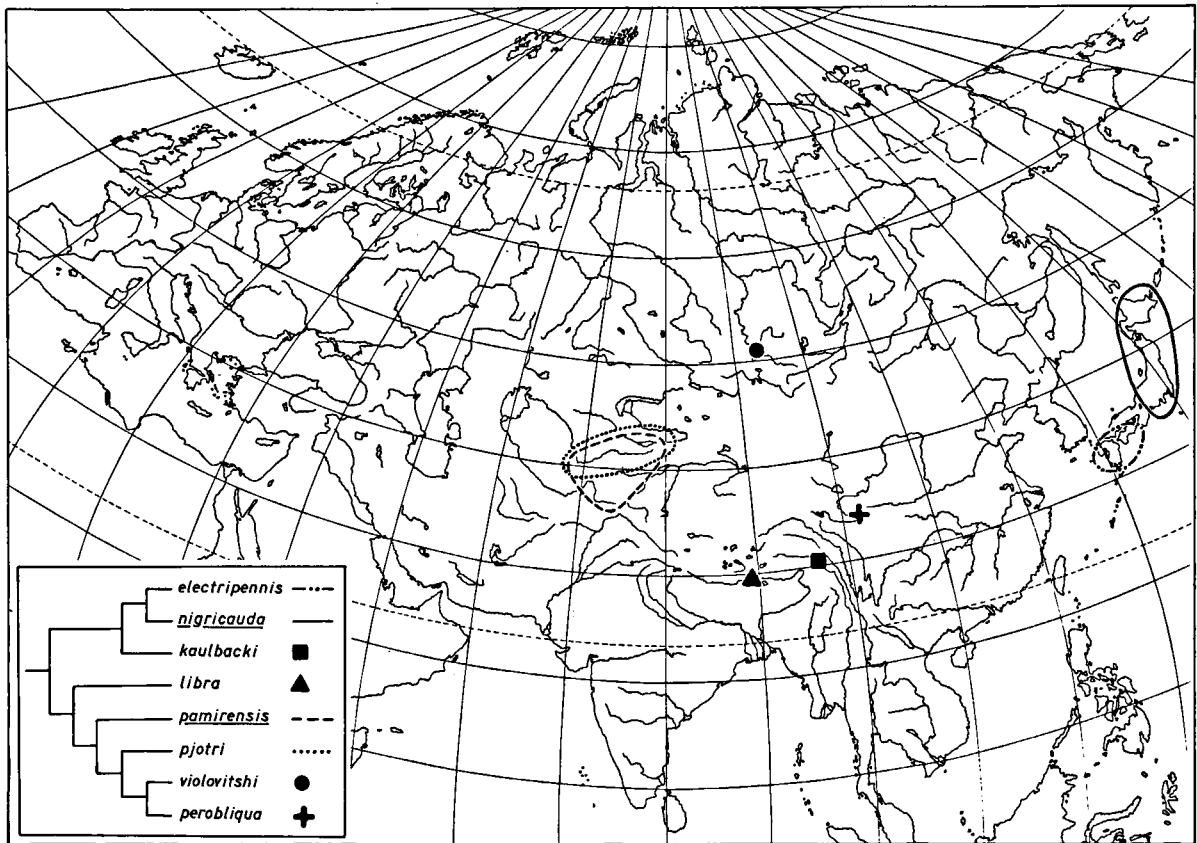 electripennis
nigricauda
kaulbacki
libra
pamirensis
pjotri
violovitshi
perobliqua